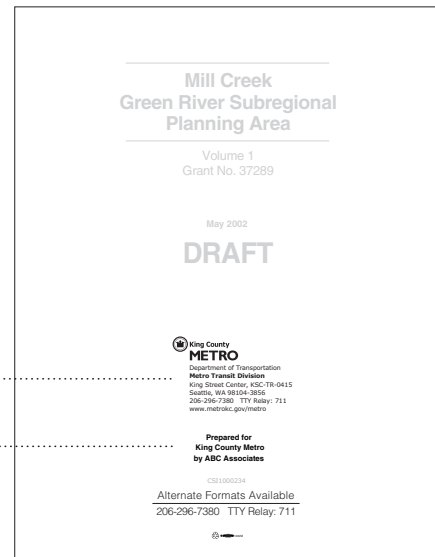 Mill Creek
Green River Subregional
Planning Area
Volume 1
Grant No. 37289
May 2002
DRAFT
King County
METRO
Department of Transportation
Metro Transit Division
King Street Center, KSC-TR-0415
Seattle, WA 98104-3856
206-296-7380 TTY Relay: 711
www.metrokc.gov/metro
Prepared for
King County Metro
by ABC Associates
CSI1000234
Alternate Formats Available
206-296-7380 TTY Relay: 711